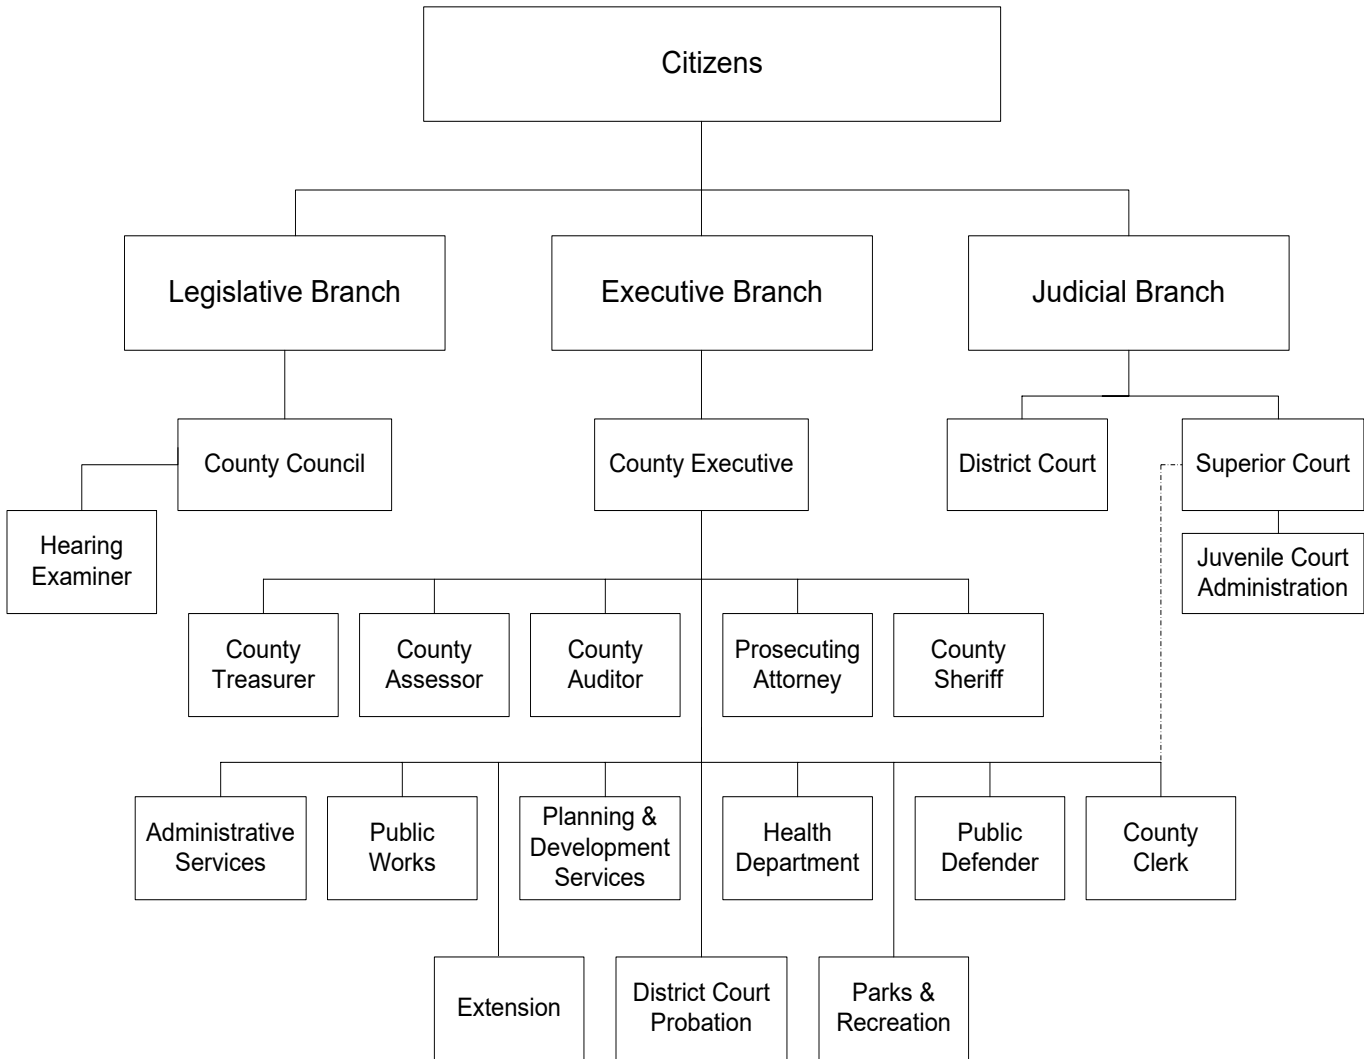 Citizens
Legislative Branch
Executive Branch
Judicial Branch
County Council
County Executive
District Court
Superior Court
Hearing
Examiner
Juvenile Court
Administration
County
Treasurer
County
Assessor
County
Auditor
Prosecuting
Attorney
County
Sheriff
Administrative
Services
Public
Works
Planning &
Development
Services
Health
Department
Public
Defender
County
Clerk
Extension
District Court
Probation
Parks &
Recreation